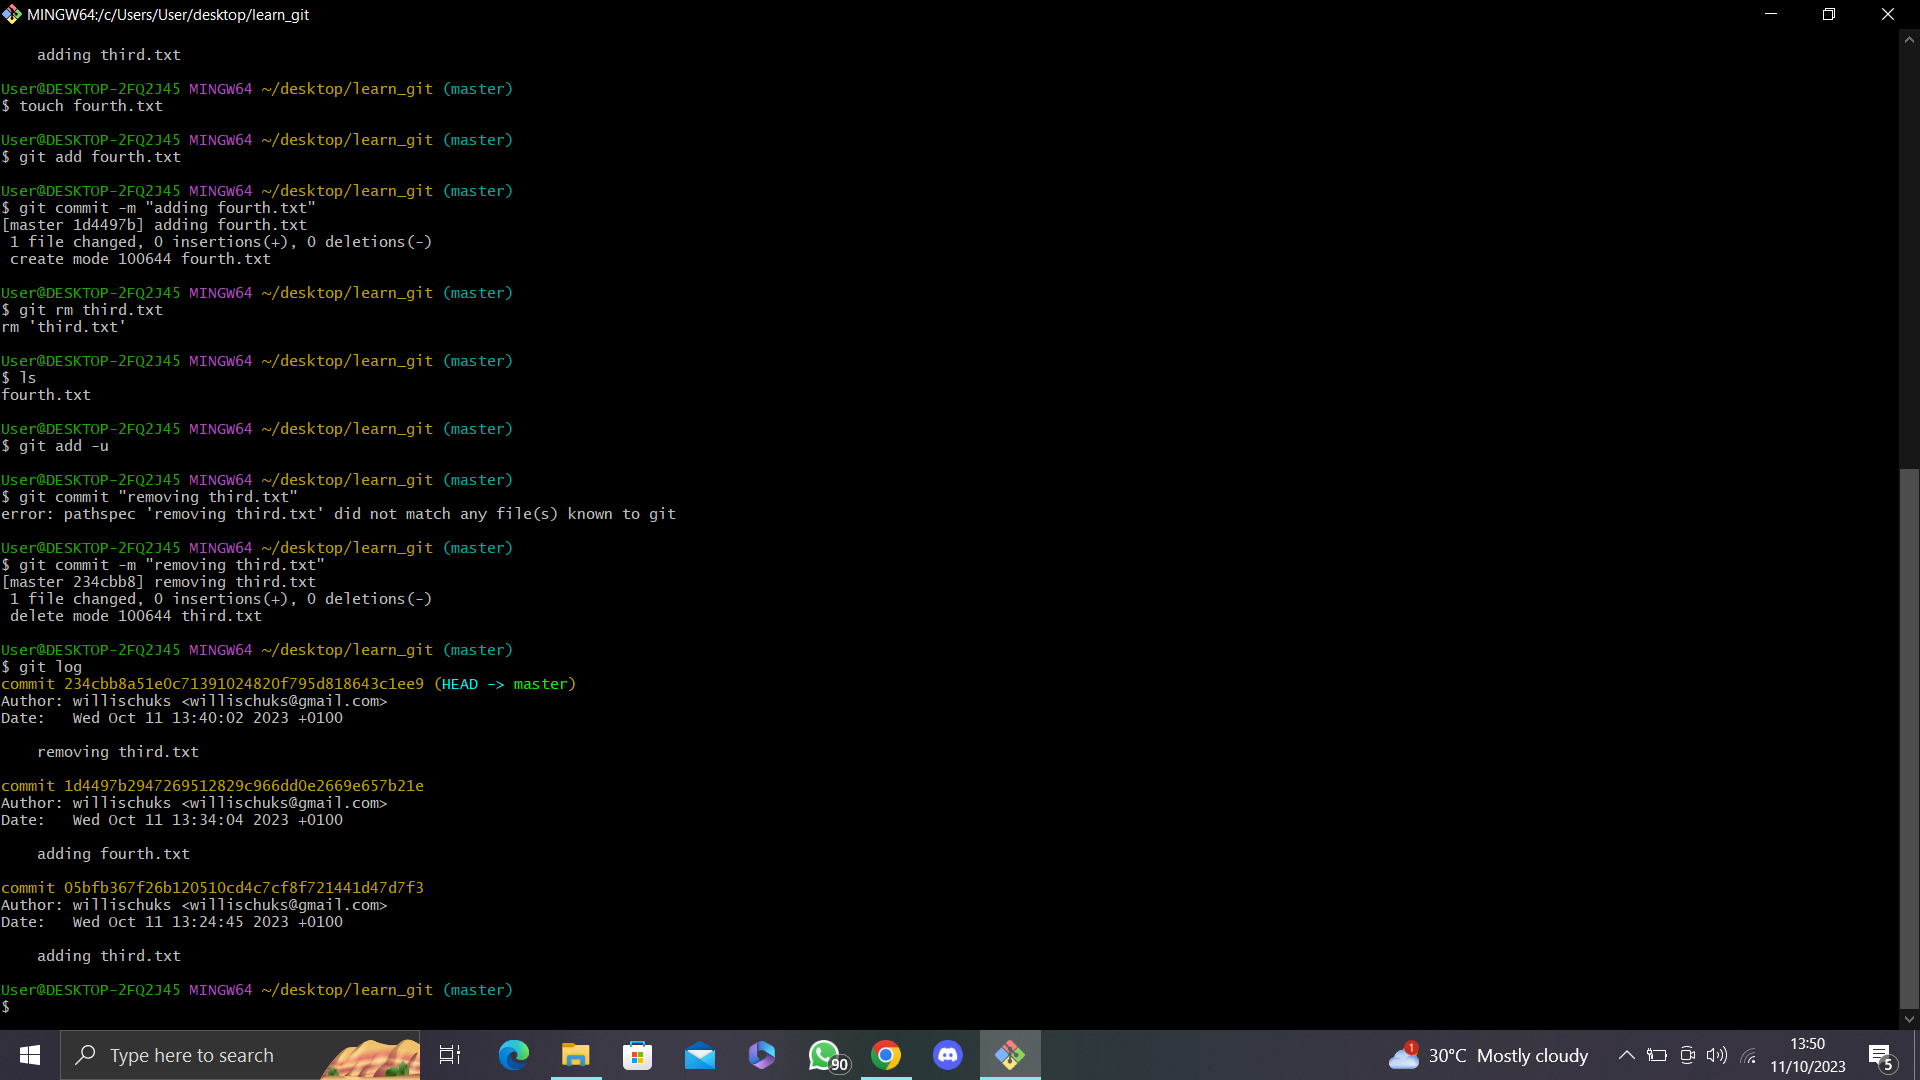 MINGW64:/c/Users/User/desktop/learn_git
    adding third.txt
User@DESKTOP-2FQ2J45 MINGW64 ~/desktop/learn_git (master)
$ touch fourth.txt
User@DESKTOP-2FQ2J45 MINGW64 ~/desktop/learn_git (master)
$ git add fourth.txt
User@DESKTOP-2FQ2J45 MINGW64 ~/desktop/learn_git (master)
$ git commit -m "adding fourth.txt"
[master 1d4497b] adding fourth.txt
 1 file changed, 0 insertions(+), 0 deletions(-)
 create mode 100644 fourth.txt
User@DESKTOP-2FQ2J45 MINGW64 ~/desktop/learn_git (master)
$ git rm third.txt
rm 'third.txt'
User@DESKTOP-2FQ2J45 MINGW64 ~/desktop/learn_git (master)
$ ls
fourth.txt
User@DESKTOP-2FQ2J45 MINGW64 ~/desktop/learn_git (master)
$ git add -u
User@DESKTOP-2FQ2J45 MINGW64 ~/desktop/learn_git (master)
$ git commit "removing third.txt"
error: pathspec 'removing third.txt' did not match any file(s) known to git
User@DESKTOP-2FQ2J45 MINGW64 ~/desktop/learn_git (master)
$ git commit -m "removing third.txt"
[master 234cbb8] removing third.txt
 1 file changed, 0 insertions(+), 0 deletions(-)
 delete mode 100644 third.txt
User@DESKTOP-2FQ2J45 MINGW64 ~/desktop/learn_git (master)
$ git log
commit 234cbb8a51e0c71391024820f795d818643c1ee9 (HEAD -> master)
Author: willischuks <willischuks@gmail.com>
Date:   Wed Oct 11 13:40:02 2023 +0100
    removing third.txt
commit 1d4497b2947269512829c966dd0e2669e657b21e
Author: willischuks <willischuks@gmail.com>
Date:   Wed Oct 11 13:34:04 2023 +0100
    adding fourth.txt
commit 05bfb367f26b120510cd4c7cf8f721441d47d7f3
Author: willischuks <willischuks@gmail.com>
Date:   Wed Oct 11 13:24:45 2023 +0100
    adding third.txt
User@DESKTOP-2FQ2J45 MINGW64 ~/desktop/learn_git (master)
$
Type here to search
90
1
30°C Mostly cloudy
13:50
11/10/2023
5